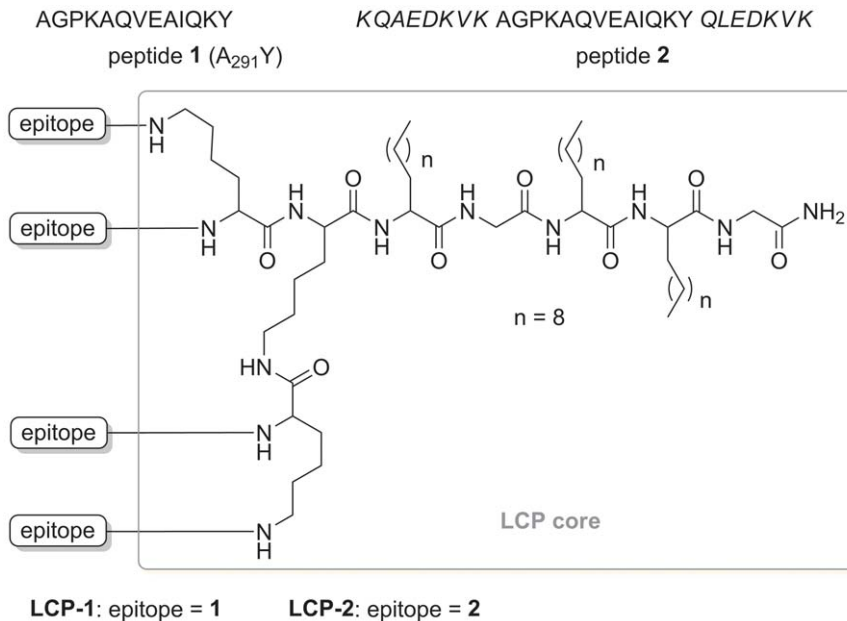 AGPKAQVEAIQKY KQAEDKVK AGPKAQVEAIQKY QLEDKVK
peptide 1 (A₂₉₁Y) peptide 2
epitope
N
H
( )
n
( )
n
O
H
N
O
H
N
O
H
N
O
H
N
NH₂
epitope
N
H
O
N
H
O
N
H
O
O
( )
n
n = 8
HN
O
epitope
N
H
epitope
N
H
LCP core
LCP-1: epitope = 1 LCP-2: epitope = 2